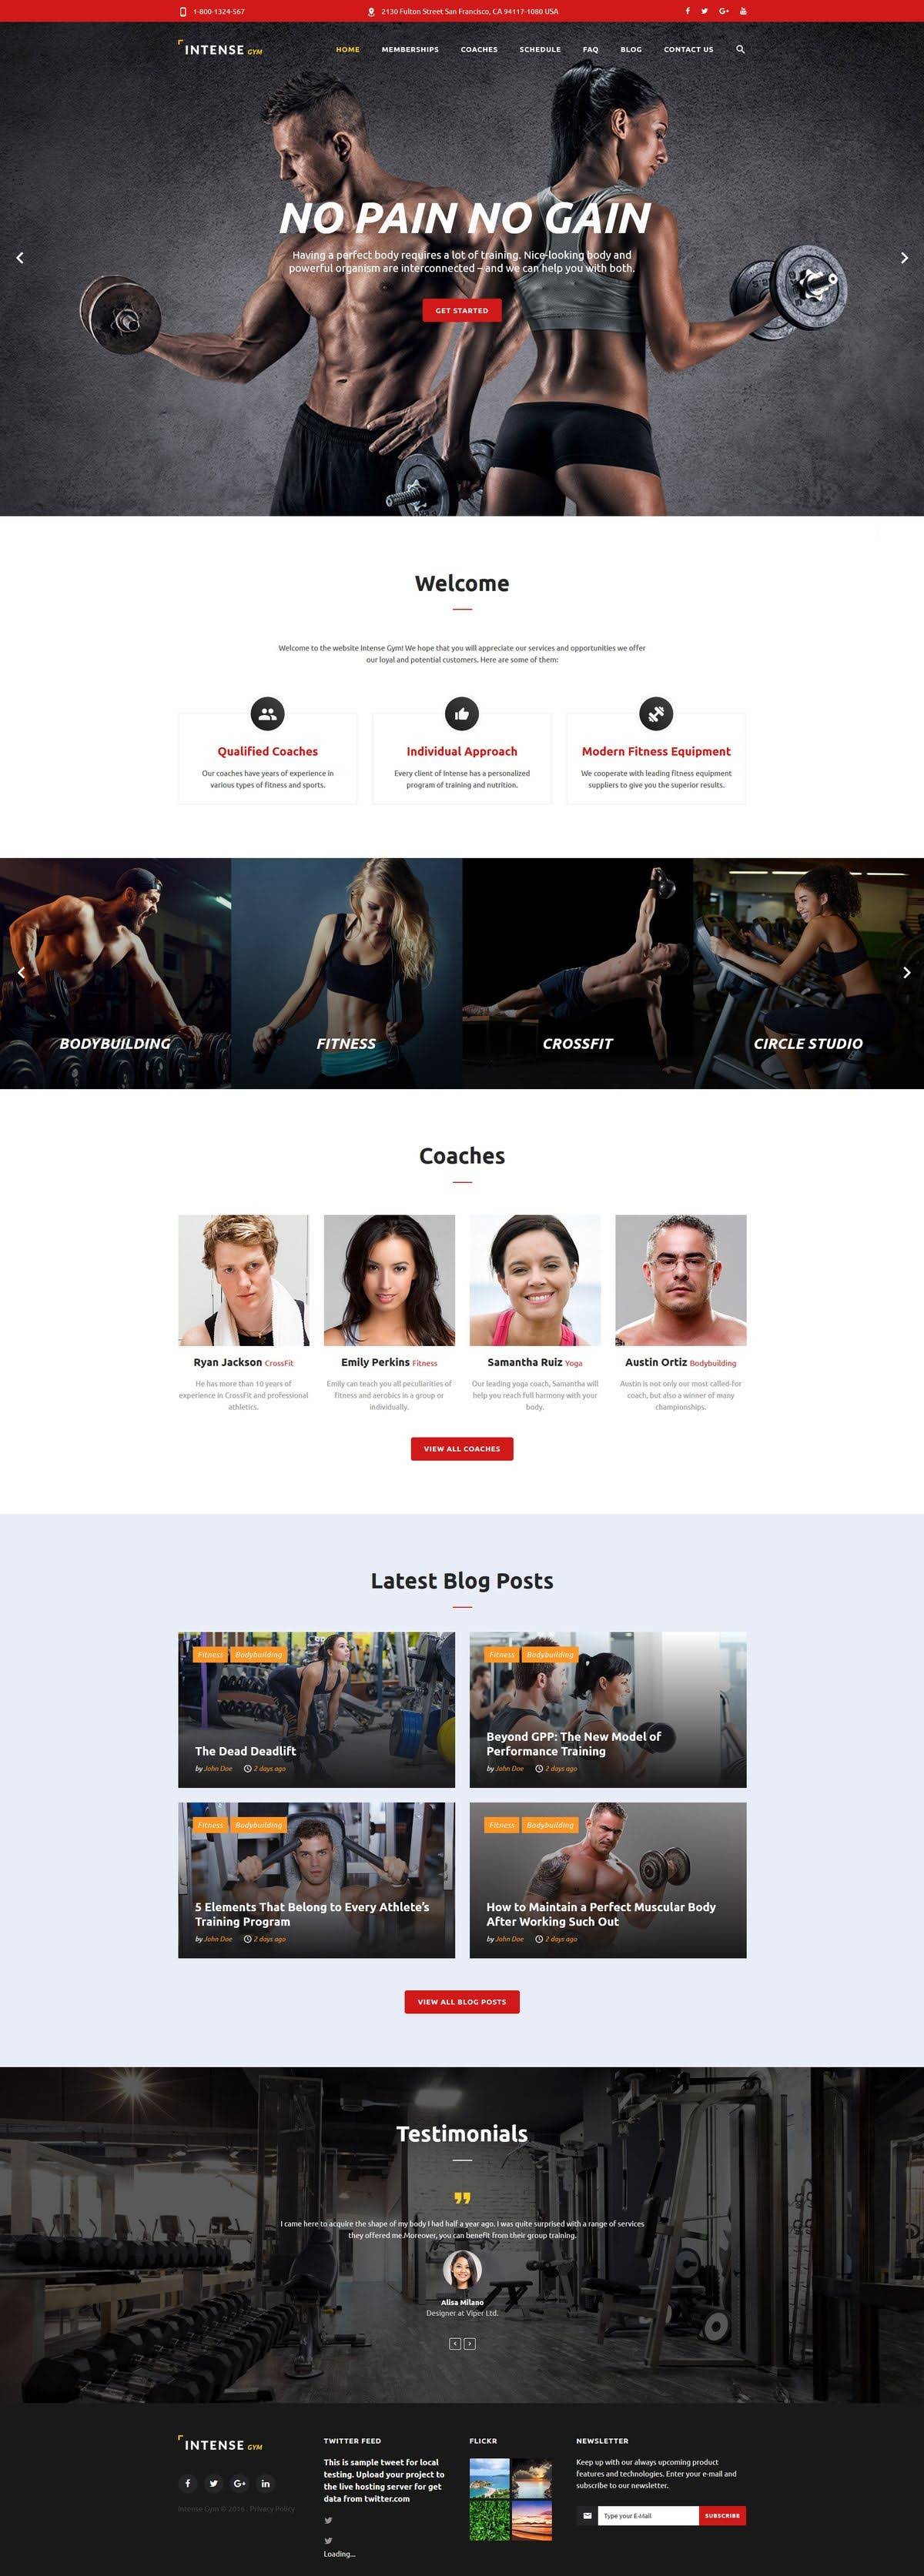 1-800-1324-567
2130 Fulton Street San Francisco, CA 94117-1080 USA
INTENSE GYM
HOME
MEMBERSHIPS
COACHES
SCHEDULE
FAQ
BLOG
CONTACT US
NO PAIN NO GAIN
Having a perfect body requires a lot of training. Nice-looking body and
powerful organism are interconnected – and we can help you with both.
GET STARTED
Welcome
Welcome to the website Intense Gym! We hope that you will appreciate our services and opportunities we offer
our loyal and potential customers. Here are some of them:
Qualified Coaches
Our coaches have years of experience in
various types of fitness and sports.
Individual Approach
Every client of Intense has a personalized
program of training and nutrition.
Modern Fitness Equipment
We cooperate with leading fitness equipment
suppliers to give you the superior results.
BODYBUILDING
FITNESS
CROSSFIT
CIRCLE STUDIO
Coaches
Ryan Jackson CrossFit
He has more than 10 years of
experience in CrossFit and professional
athletics.
Emily Perkins Fitness
Emily can teach you all peculiarities of
fitness and aerobics in a group or
individually.
Samantha Ruiz Yoga
Our leading yoga coach, Samantha will
help you reach full harmony with your
body.
Austin Ortiz Bodybuilding
Austin is not only our most called-for
coach, but also a winner of many
championships.
VIEW ALL COACHES
Latest Blog Posts
Fitness
Bodybuilding
The Dead Deadlift
by John Doe
2 days ago
Fitness
Bodybuilding
Beyond GPP: The New Model of
Performance Training
by John Doe
2 days ago
Fitness
Bodybuilding
5 Elements That Belong to Every Athlete's
Training Program
by John Doe
2 days ago
Fitness
Bodybuilding
How to Maintain a Perfect Muscular Body
After Working Such Out
by John Doe
2 days ago
VIEW ALL BLOG POSTS
Testimonials
I came here to acquire the shape of my body I had half a year ago. I was quite surprised with a range of services
they offered me.Moreover, you can benefit from their group training.
Alisa Milano
Designer at Viper Ltd.
INTENSE GYM
Intense Gym © 2016 . Privacy Policy
TWITTER FEED
This is sample tweet for local
testing. Upload your project to
the live hosting server for get
data from twitter.com
Loading...
FLICKR
NEWSLETTER
Keep up with our always upcoming product
features and technologies. Enter your e-mail and
subscribe to our newsletter.
Type your E-Mail
SUBSCRIBE